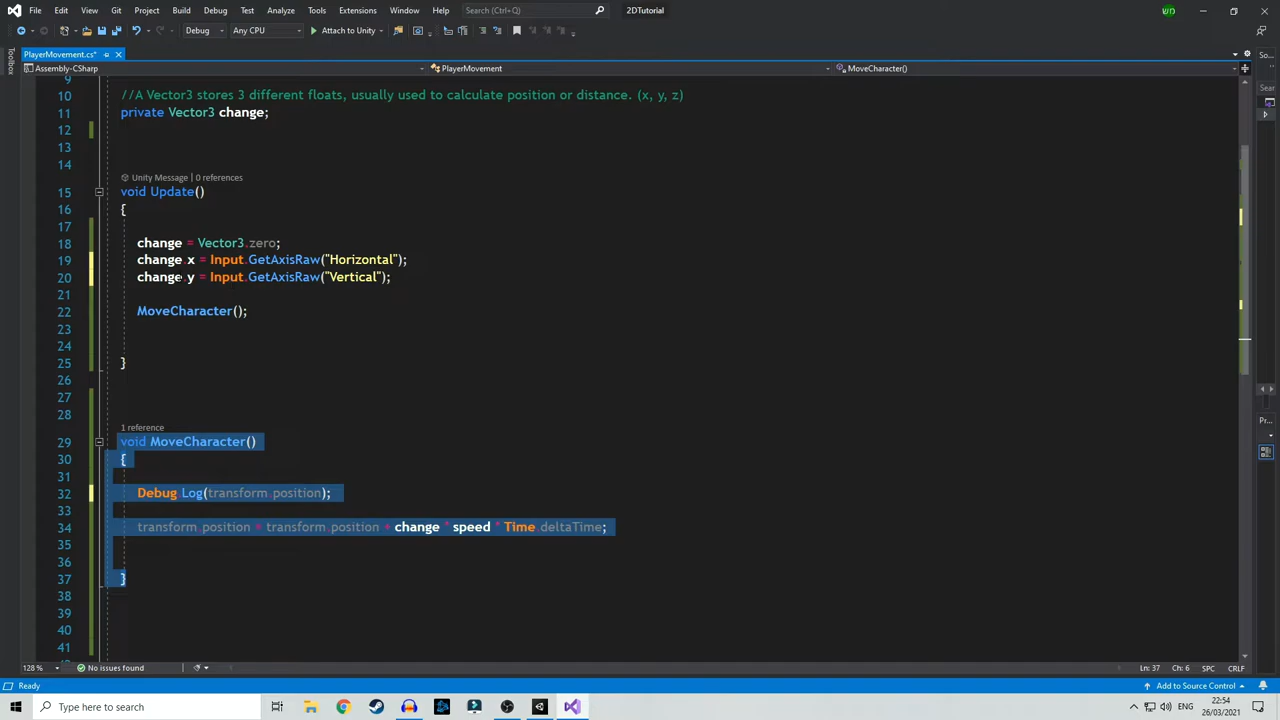 File Edit View Git Project Build Debug Test Analyze Tools Extensions Window Help Search (Ctrl+Q) 2DTutorial WD
Debug Any CPU Attach to Unity
PlayerMovement.cs*
Toolbox
Assembly-CSharp PlayerMovement MoveCharacter()
9
10 //A Vector3 stores 3 different floats, usually used to calculate position or distance. (x, y, z)
11 private Vector3 change;
12
13
14
Unity Message | 0 references
15 void Update()
16 {
17
18 change = Vector3.zero;
19 change.x = Input.GetAxisRaw("Horizontal");
20 change.y = Input.GetAxisRaw("Vertical");
21
22 MoveCharacter();
23
24
25 }
26
27
28
1 reference
29 void MoveCharacter()
30 {
31
32 Debug.Log(transform.position);
33
34 transform.position = transform.position + change * speed * Time.deltaTime;
35
36
37 }
38
39
40
41
So...
Sear
Pr...
128 % No issues found Ln: 37 Ch: 6 SPC CRLF
Ready Add to Source Control
Type here to search ENG 22:54
26/03/2021